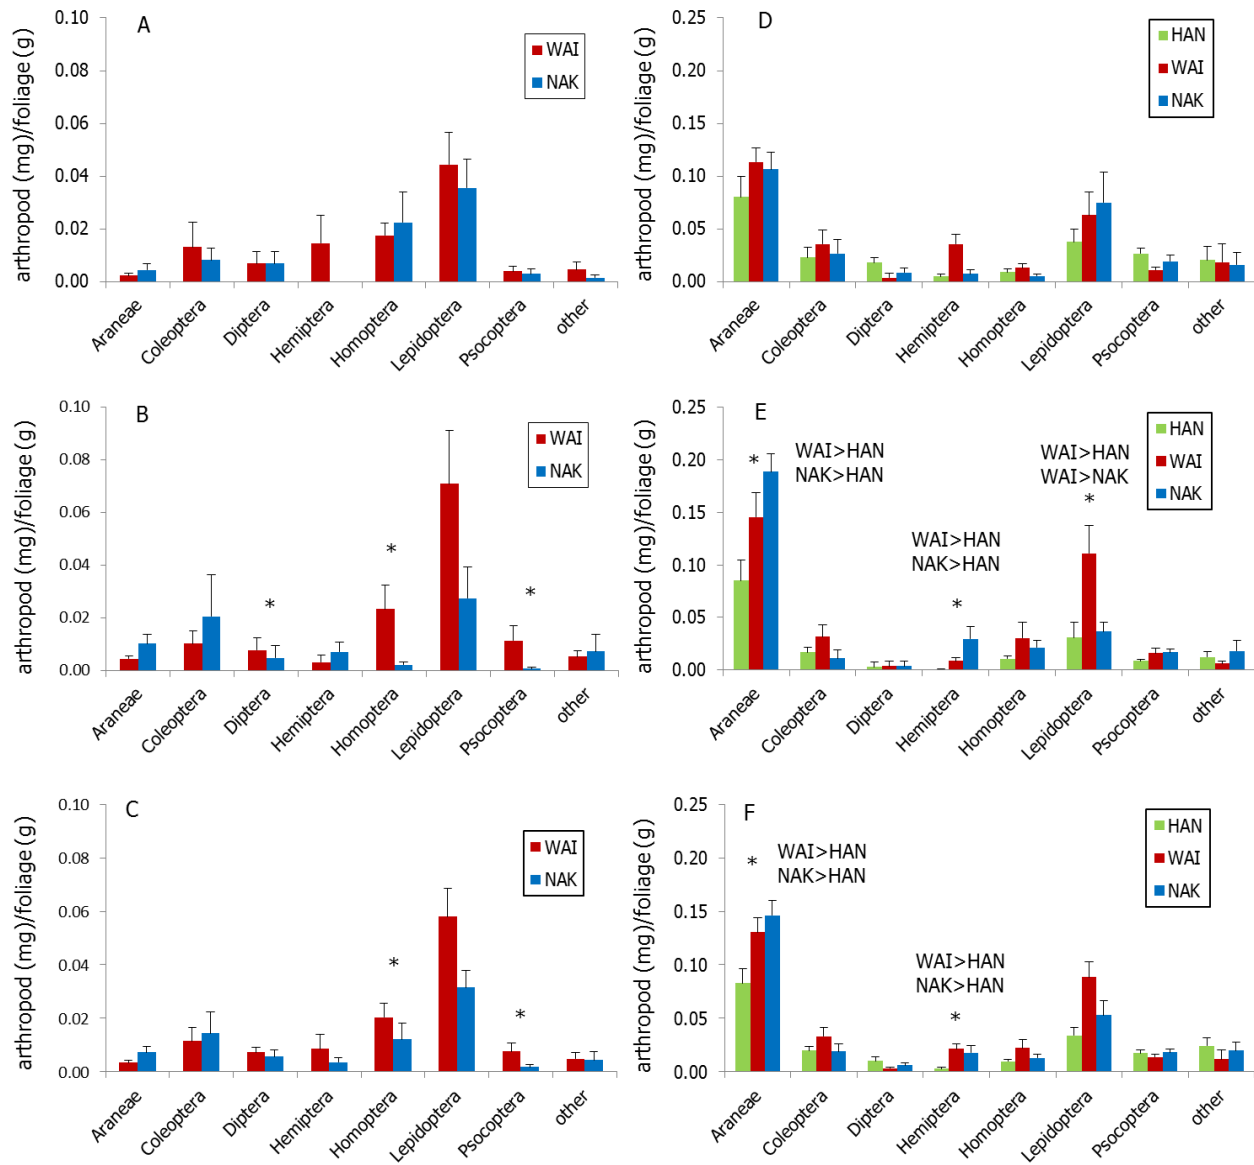 A
arthropod (mg)/foliage (g)
0.10
0.08
0.06
0.04
0.02
0.00
WAI
NAK
Araneae
Coleoptera
Diptera
Hemiptera
Homoptera
Lepidoptera
Psocoptera
other
D
arthropod (mg)/foliage (g)
0.25
0.20
0.15
0.10
0.05
0.00
HAN
WAI
NAK
Araneae
Coleoptera
Diptera
Hemiptera
Homoptera
Lepidoptera
Psocoptera
other
B
arthropod (mg)/foliage (g)
0.10
0.08
0.06
0.04
0.02
0.00
WAI
NAK
*
*
*
Araneae
Coleoptera
Diptera
Hemiptera
Homoptera
Lepidoptera
Psocoptera
other
E
arthropod (mg)/foliage (g)
0.25
0.20
0.15
0.10
0.05
0.00
HAN
WAI
NAK
*
WAI>HAN
NAK>HAN
WAI>HAN
NAK>HAN
*
WAI>HAN
WAI>NAK
*
Araneae
Coleoptera
Diptera
Hemiptera
Homoptera
Lepidoptera
Psocoptera
other
C
arthropod (mg)/foliage (g)
0.10
0.08
0.06
0.04
0.02
0.00
WAI
NAK
*
*
Araneae
Coleoptera
Diptera
Hemiptera
Homoptera
Lepidoptera
Psocoptera
other
F
arthropod (mg)/foliage (g)
0.25
0.20
0.15
0.10
0.05
0.00
HAN
WAI
NAK
*
WAI>HAN
NAK>HAN
WAI>HAN
NAK>HAN
*
Araneae
Coleoptera
Diptera
Hemiptera
Homoptera
Lepidoptera
Psocoptera
other